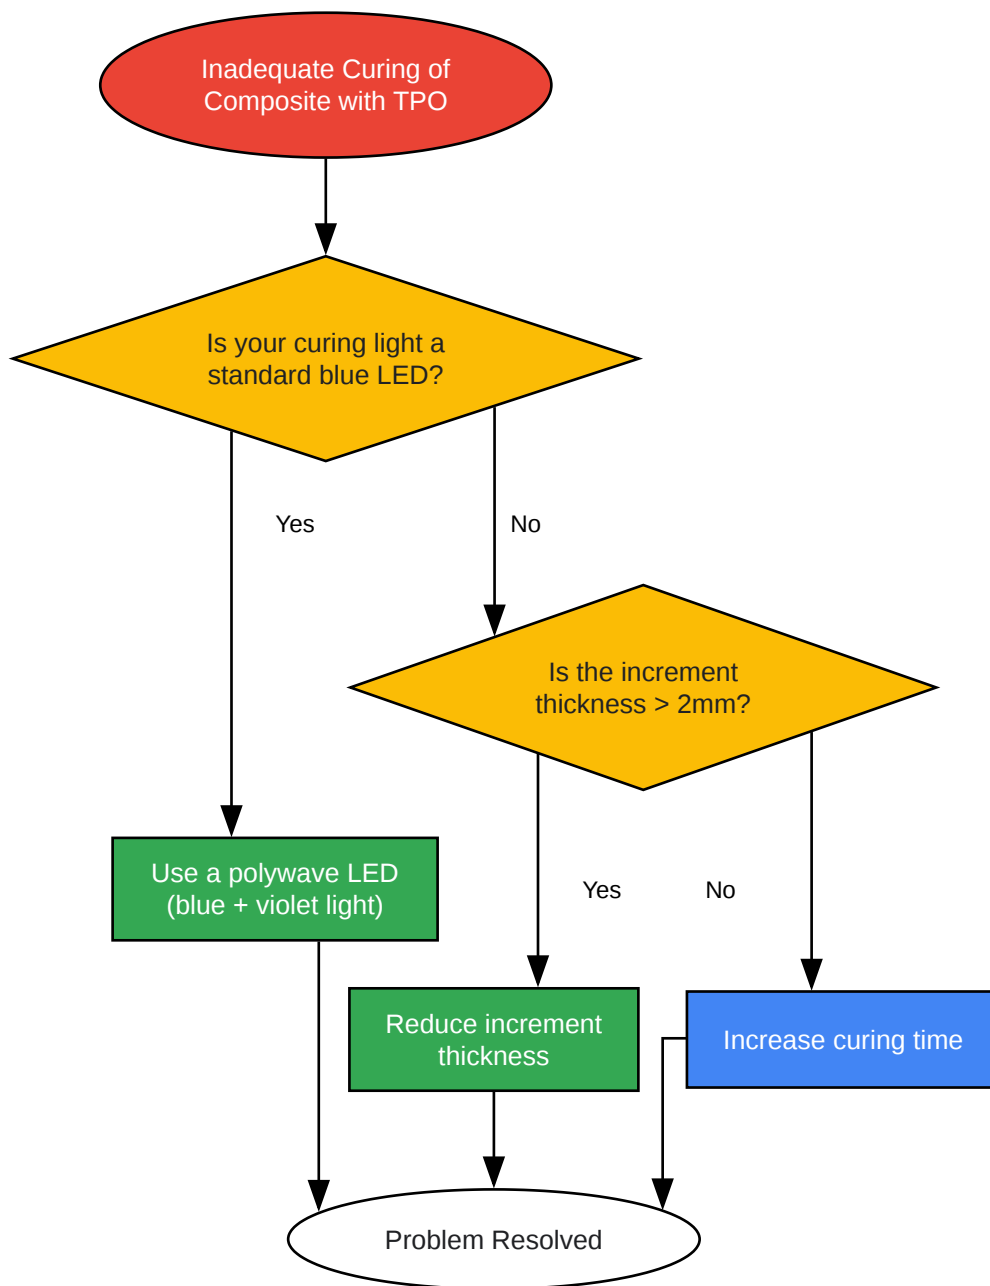 Inadequate Curing of
Composite with TPO
Is your curing light a
standard blue LED?
Yes
No
Is the increment
thickness > 2mm?
Use a polywave LED
(blue + violet light)
Yes
No
Reduce increment
thickness
Increase curing time
Problem Resolved